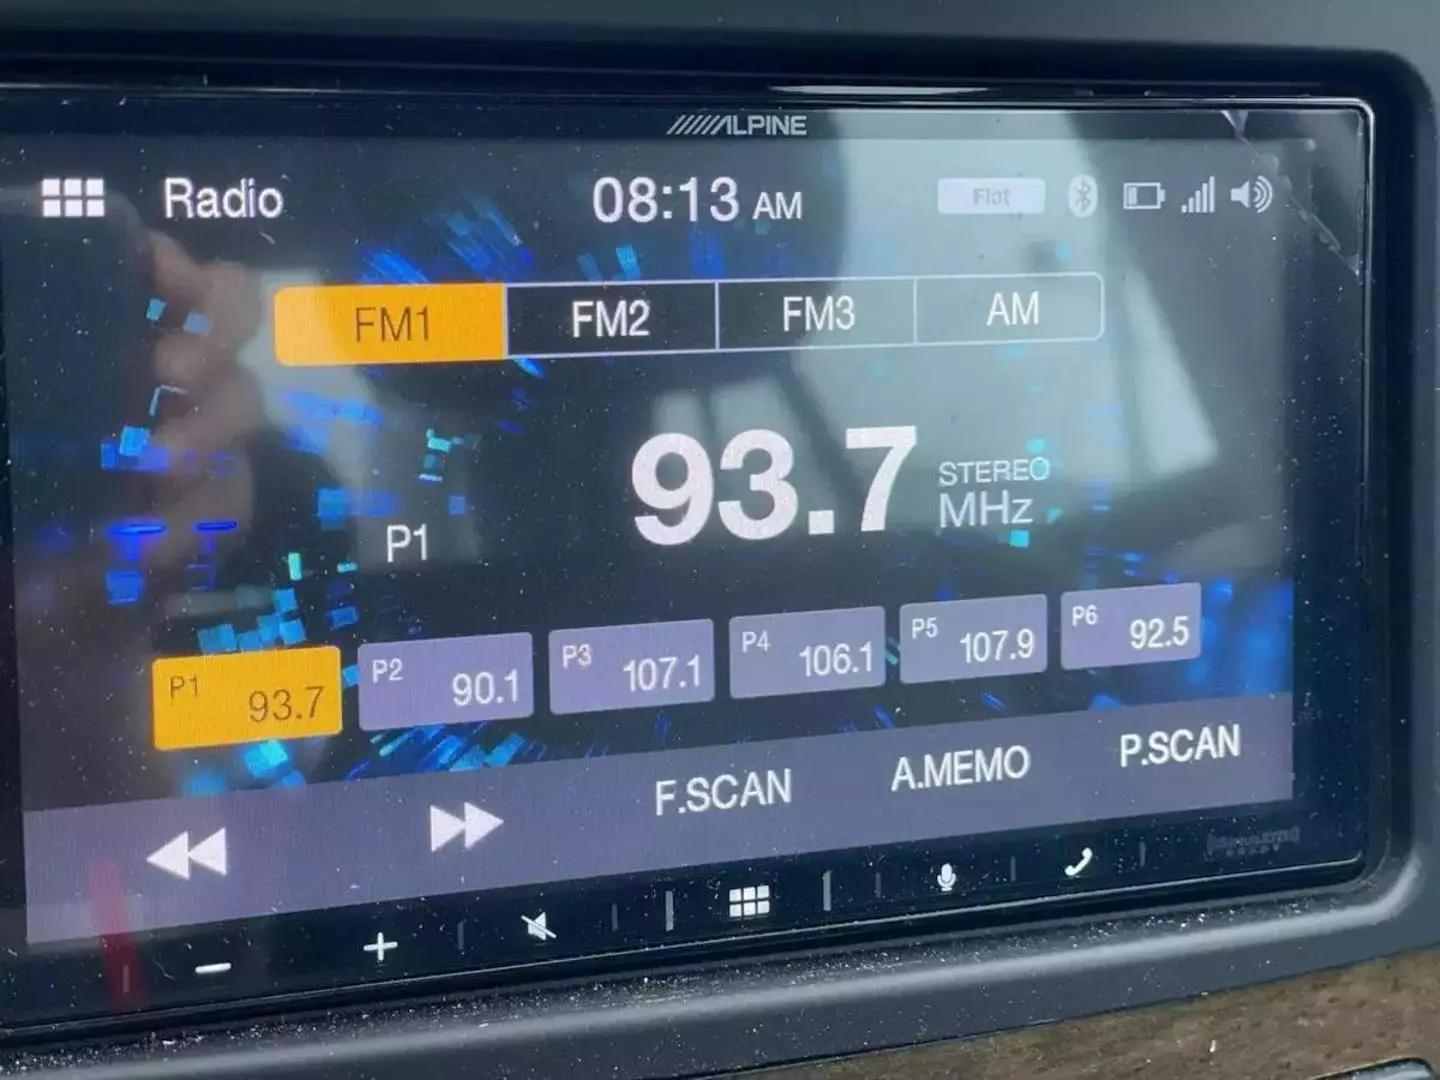 ALPINE
Radio 08:13 AM Flat
FM1 FM2 FM3 AM
P1 93.7 STEREO MHz
P1 93.7 P2 90.1 P3 107.1 P4 106.1 P5 107.9 P6 92.5
F.SCAN A.MEMO P.SCAN